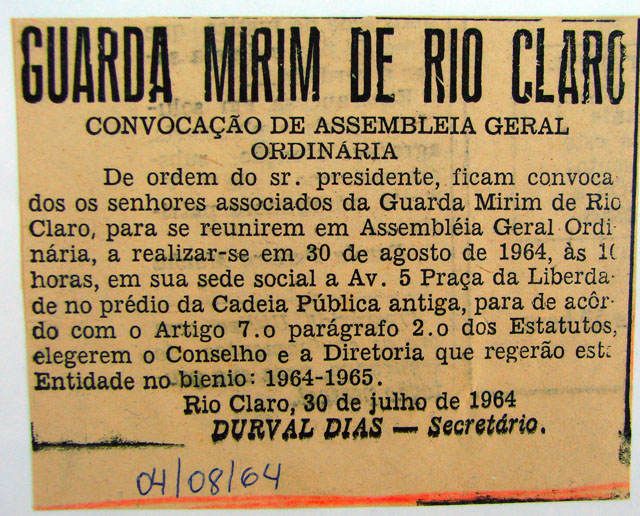 GUARDA MIRIM DE RIO CLARO
CONVOCAÇÃO DE ASSEMBLEIA GERAL
ORDINÁRIA
De ordem do sr. presidente, ficam convoca
dos os senhores associados da Guarda Mirim de Rio
Claro, para se reunirem em Assembléia Geral Ordi
nária, a realizar-se em 30 de agosto de 1964, às
horas, em sua sede social a Av. 5 Praça da Liberda-
de no prédio da Cadeia Pública antiga, para de acôr-
do com o Artigo 7.o parágrafo 2.o dos Estatutos,
elegerem o Conselho e a Diretoria que regerão esta
Entidade no bienio: 1964-1965.
Rio Claro, 30 de julho de 1964
DURVAL DIAS — Secretário.
04/08/64